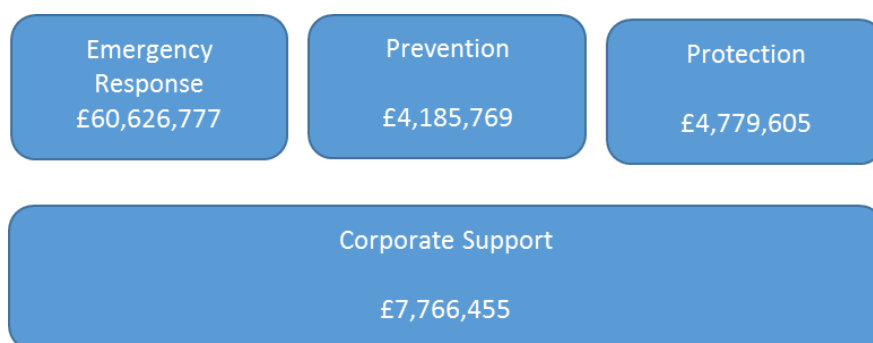 Emergency
Response
£60,626,777
Prevention
£4,185,769
Protection
£4,779,605
Corporate Support
£7,766,455